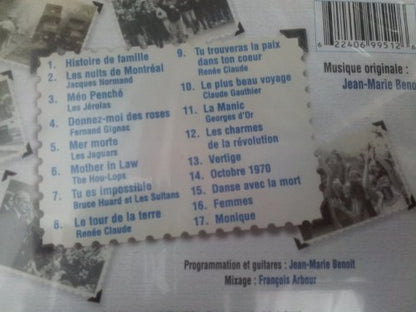 1. Histoire de famille
2. Les nuits de Montréal
Jacques Normand
3. Méo Penché
Les Jérolas
4. Donnez-moi des roses
Fernand Gignac
5. Mer morte
Les Jaguars
6. Mother in Law
The Hou-Lops
7. Tu es impossible
Bruce Huard et Les Sultans
8. Le tour de la terre
Renée Claude
9. Tu trouveras la paix
dans ton coeur
Renée Claude
10. Le plus beau voyage
Claude Gauthier
11. La Manic
Georges d'Or
12. Les charmes
de la révolution
13. Vertige
14. Octobre 1970
15. Danse avec la mort
16. Femmes
17. Monique
6 22406 99512
Musique originale :
Jean-Marie Beno
Programmation et guitares : Jean-Marie Benoit
Mixage : François Arbour